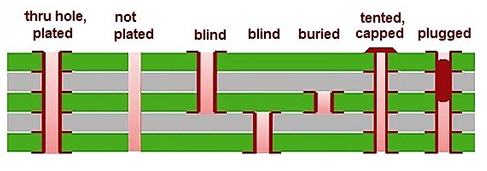 thru hole,
plated
not
plated
blind
blind
buried
tented,
capped
plugged